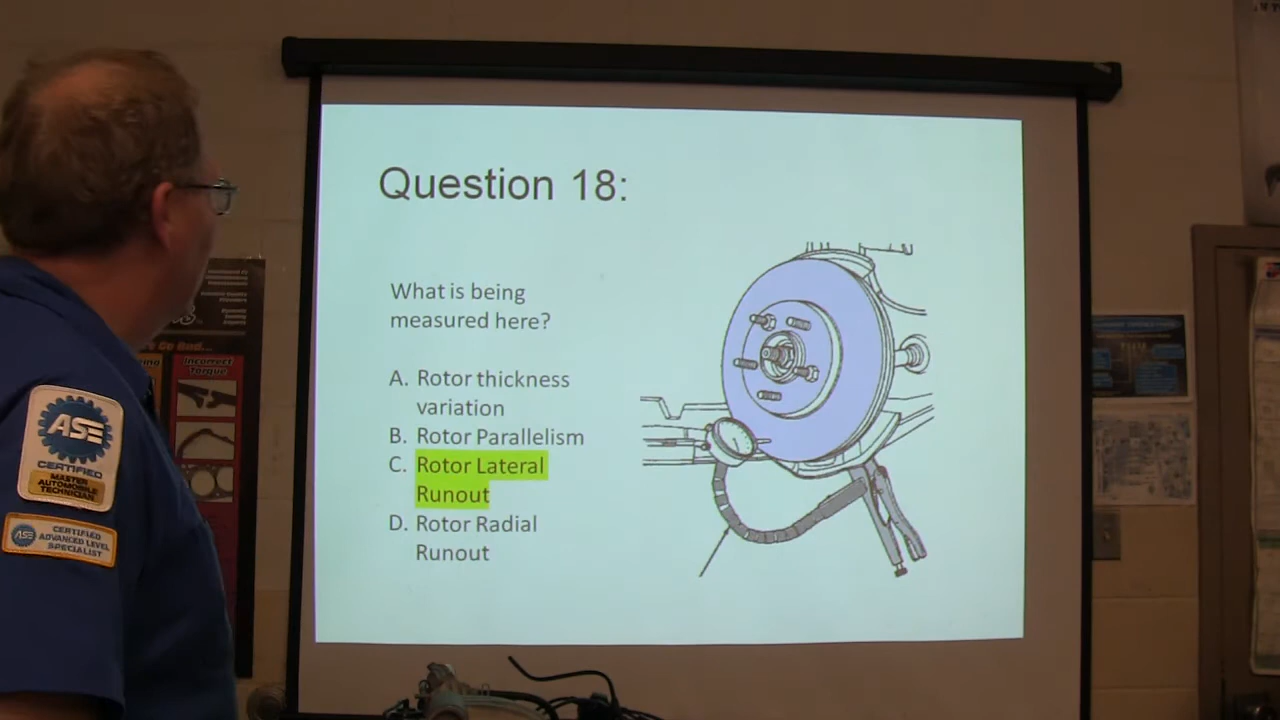 Question 18:
What is being
measured here?
A. Rotor thickness
variation
B. Rotor Parallelism
C. Rotor Lateral
Runout
D. Rotor Radial
Runout
ASE
CERTIFIED
MASTER
AUTOMOBILE
TECHNICIAN
ASE
CERTIFIED
ADVANCED LEVEL
SPECIALIST
Incorrect
Torque